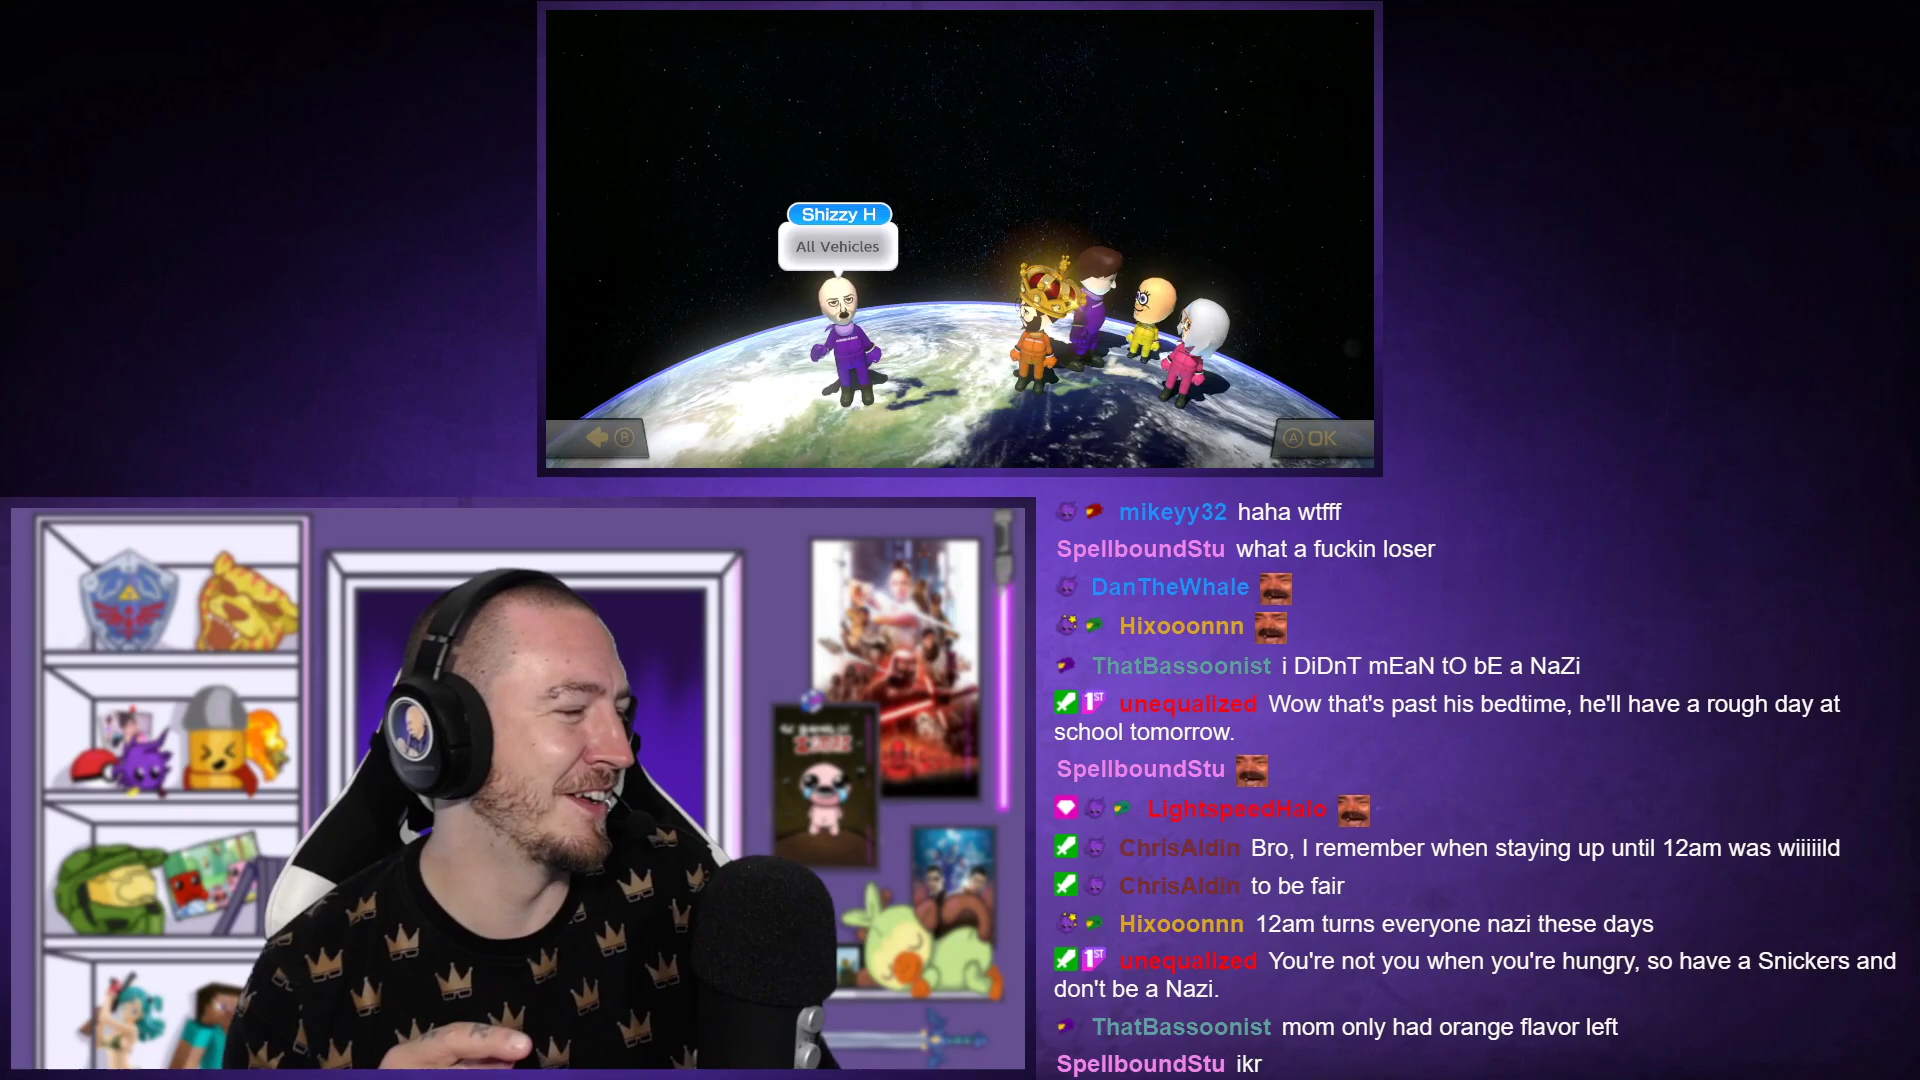 Shizzy H
All Vehicles
B
A OK
mikeyy32 haha wtfff
SpellboundStu what a fuckin loser
DanTheWhale
Hixooonnn
ThatBassoonist i DiDnT mEaN tO bE a NaZi
1ST unequalized Wow that's past his bedtime, he'll have a rough day at
school tomorrow.
SpellboundStu
LightspeedHalo
ChrisAldin Bro, I remember when staying up until 12am was wiiiiild
ChrisAldin to be fair
Hixooonnn 12am turns everyone nazi these days
1ST unequalized You're not you when you're hungry, so have a Snickers and
don't be a Nazi.
ThatBassoonist mom only had orange flavor left
SpellboundStu ikr